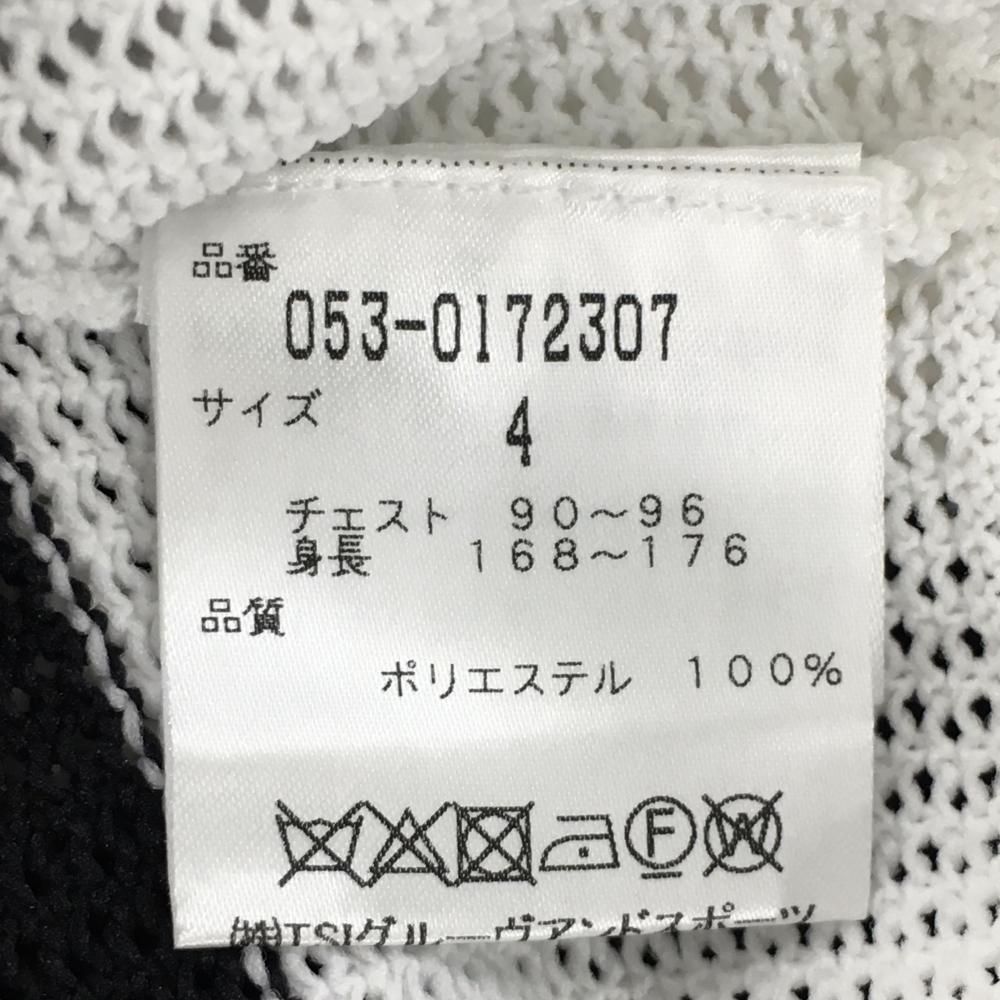 品番
053-0172307
サイズ
4
チェスト 90~96
身長 168~176
品質
ポリエステル 100%
F W
㈱TSIグルーヴアンドスポーツ